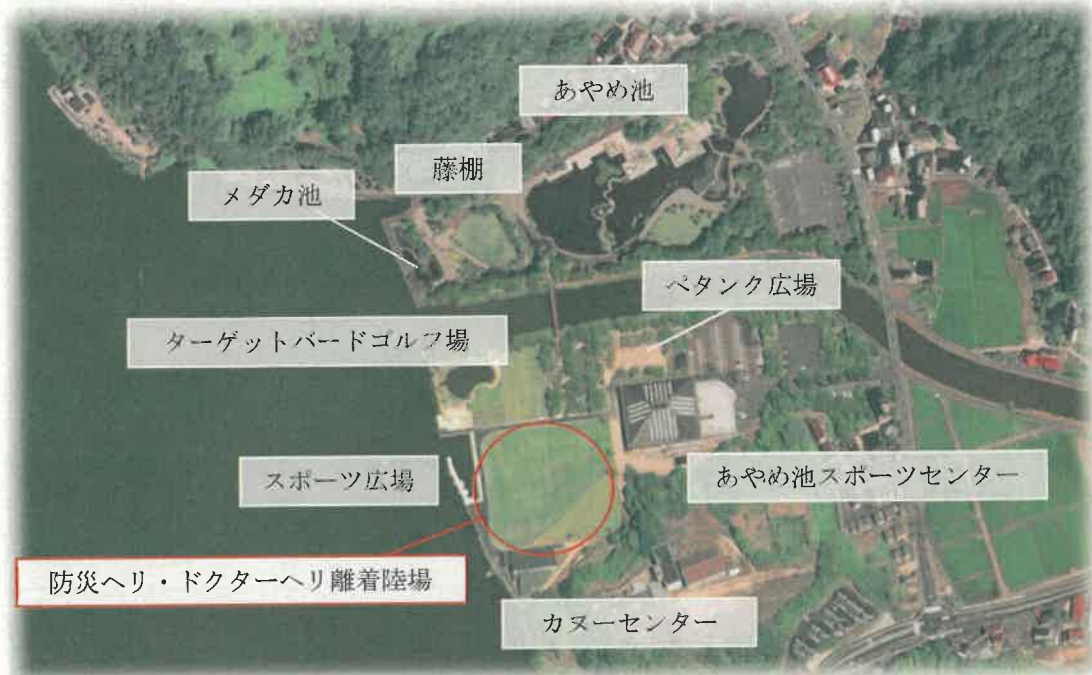 あやめ池
藤棚
メダカ池
ペタンク広場
ターゲットバードゴルフ場
スポーツ広場
あやめ池スポーツセンター
防災ヘリ・ドクターヘリ離着陸場
カヌーセンター